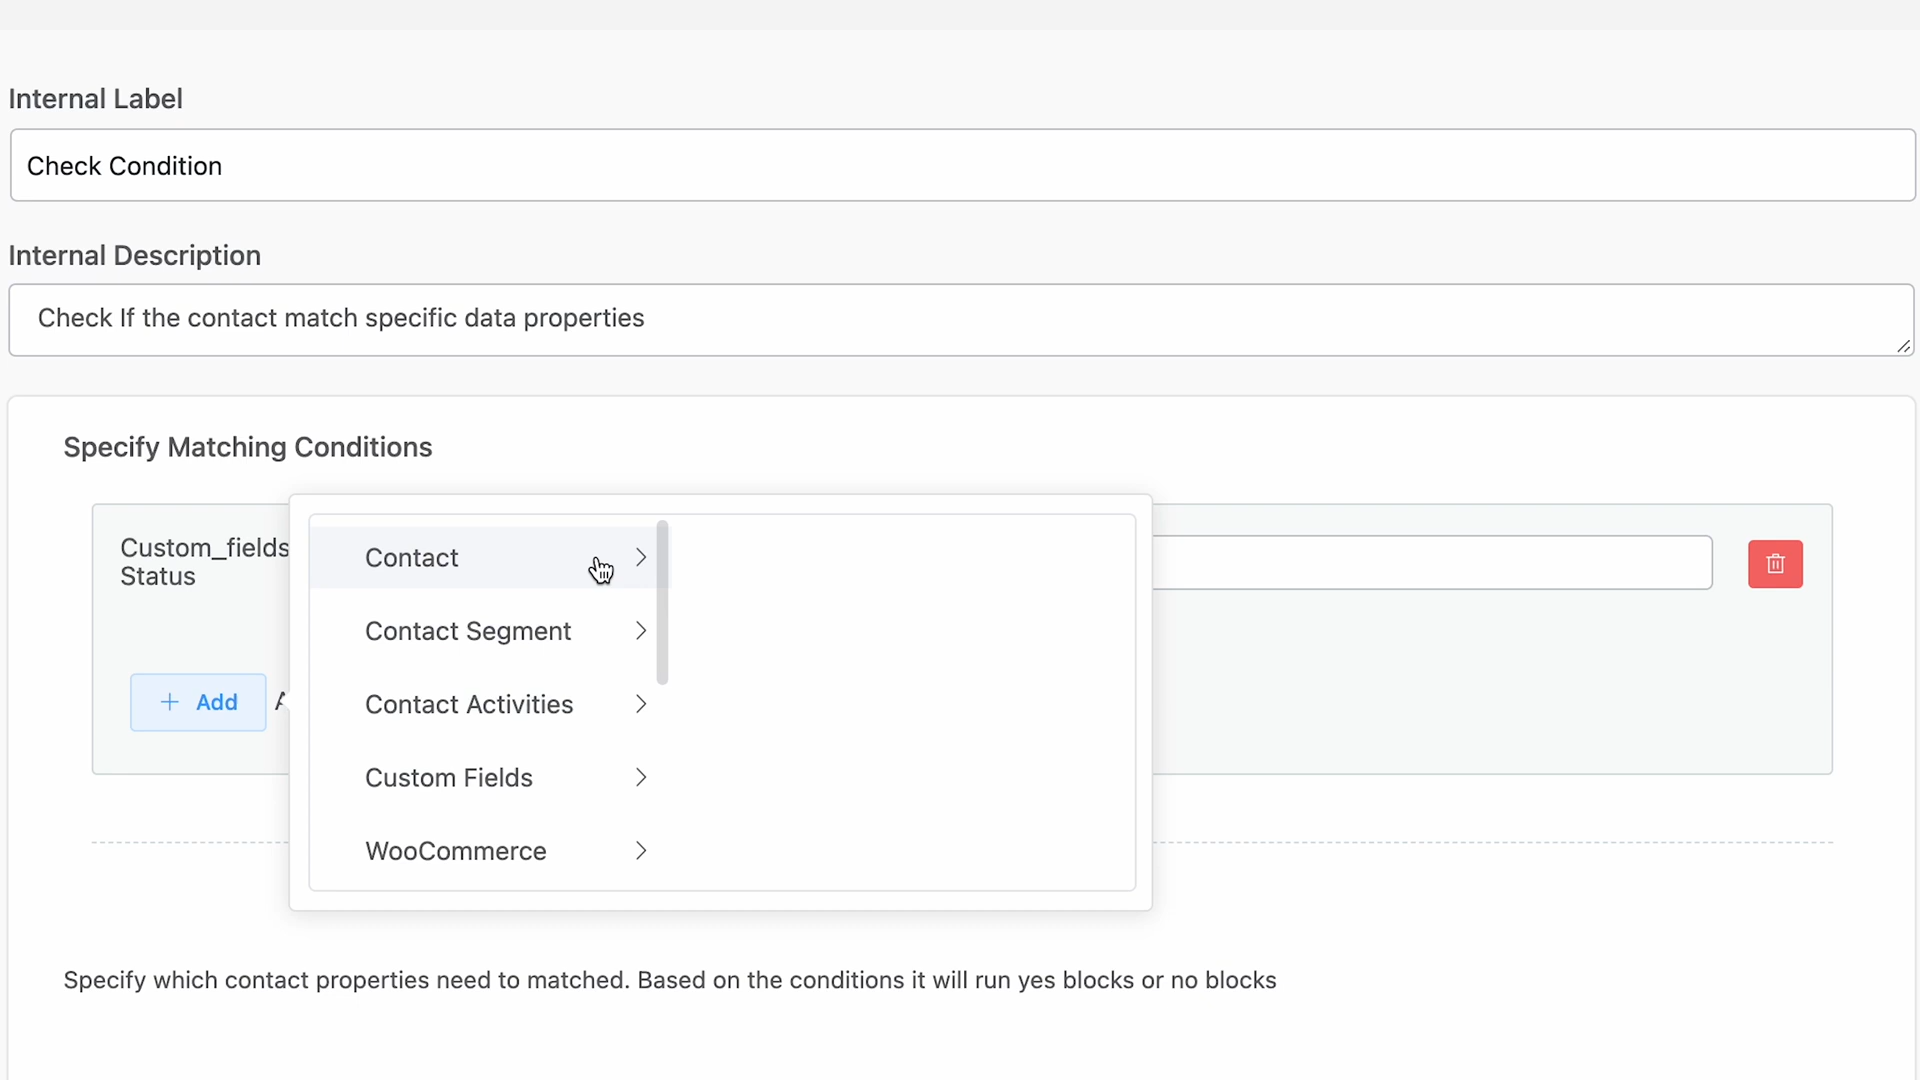 Internal Label
Check Condition
Internal Description
Check If the contact match specific data properties
Specify Matching Conditions
Custom_fields
Status
Contact
Contact Segment
Contact Activities
Custom Fields
WooCommerce
+ Add
Specify which contact properties need to matched. Based on the conditions it will run yes blocks or no blocks